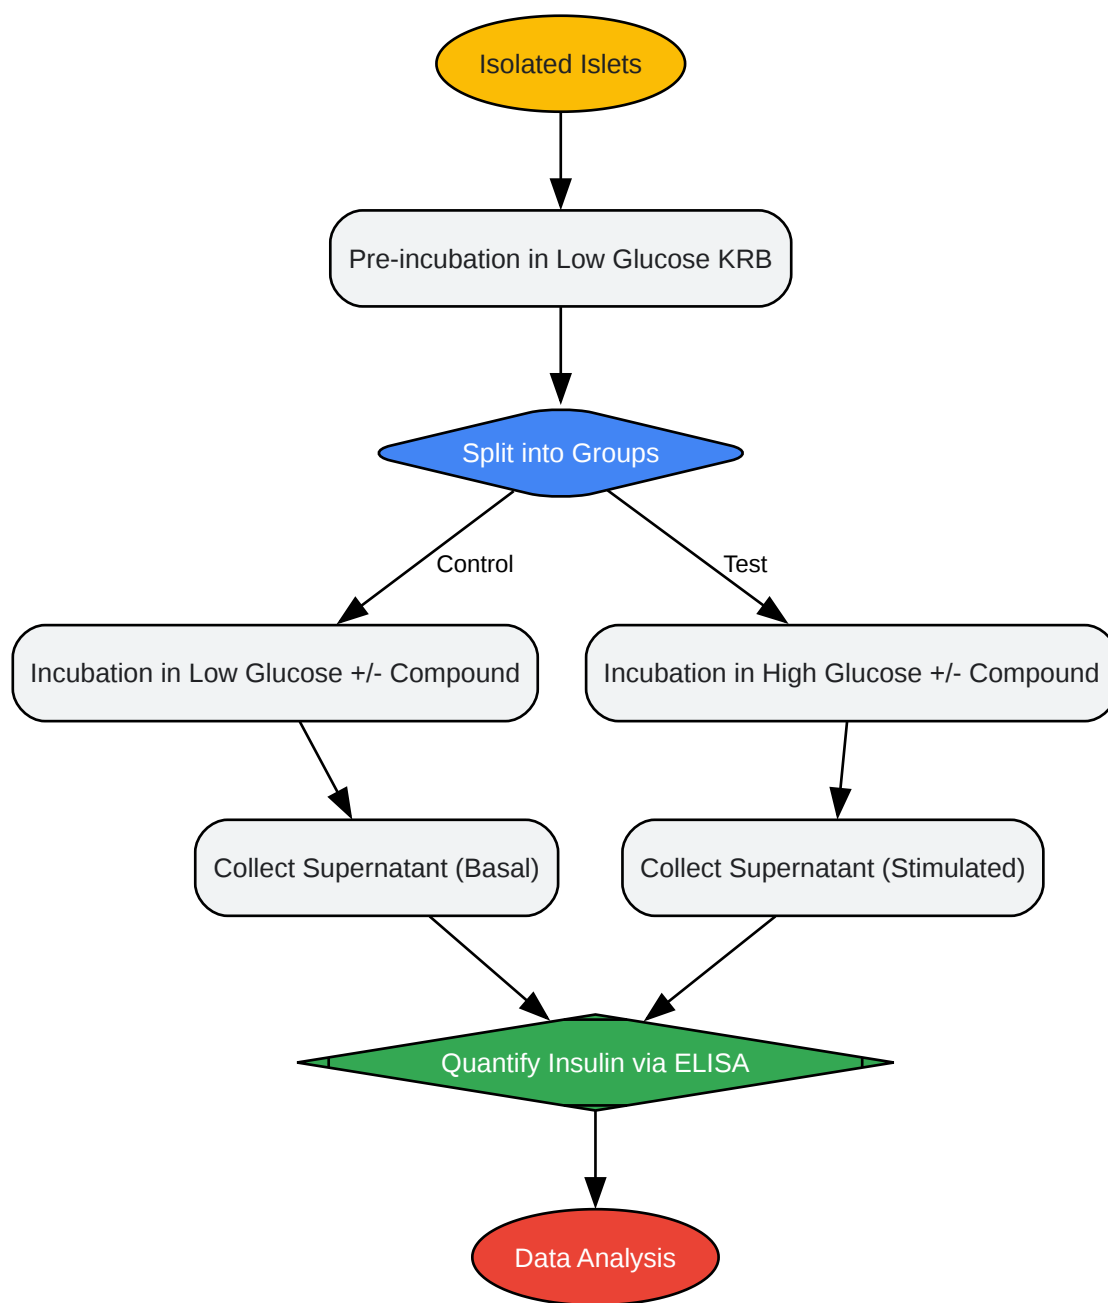 Isolated Islets
Pre-incubation in Low Glucose KRB
Split into Groups
Control
Test
Incubation in Low Glucose +/- Compound
Incubation in High Glucose +/- Compound
Collect Supernatant (Basal)
Collect Supernatant (Stimulated)
Quantify Insulin via ELISA
Data Analysis